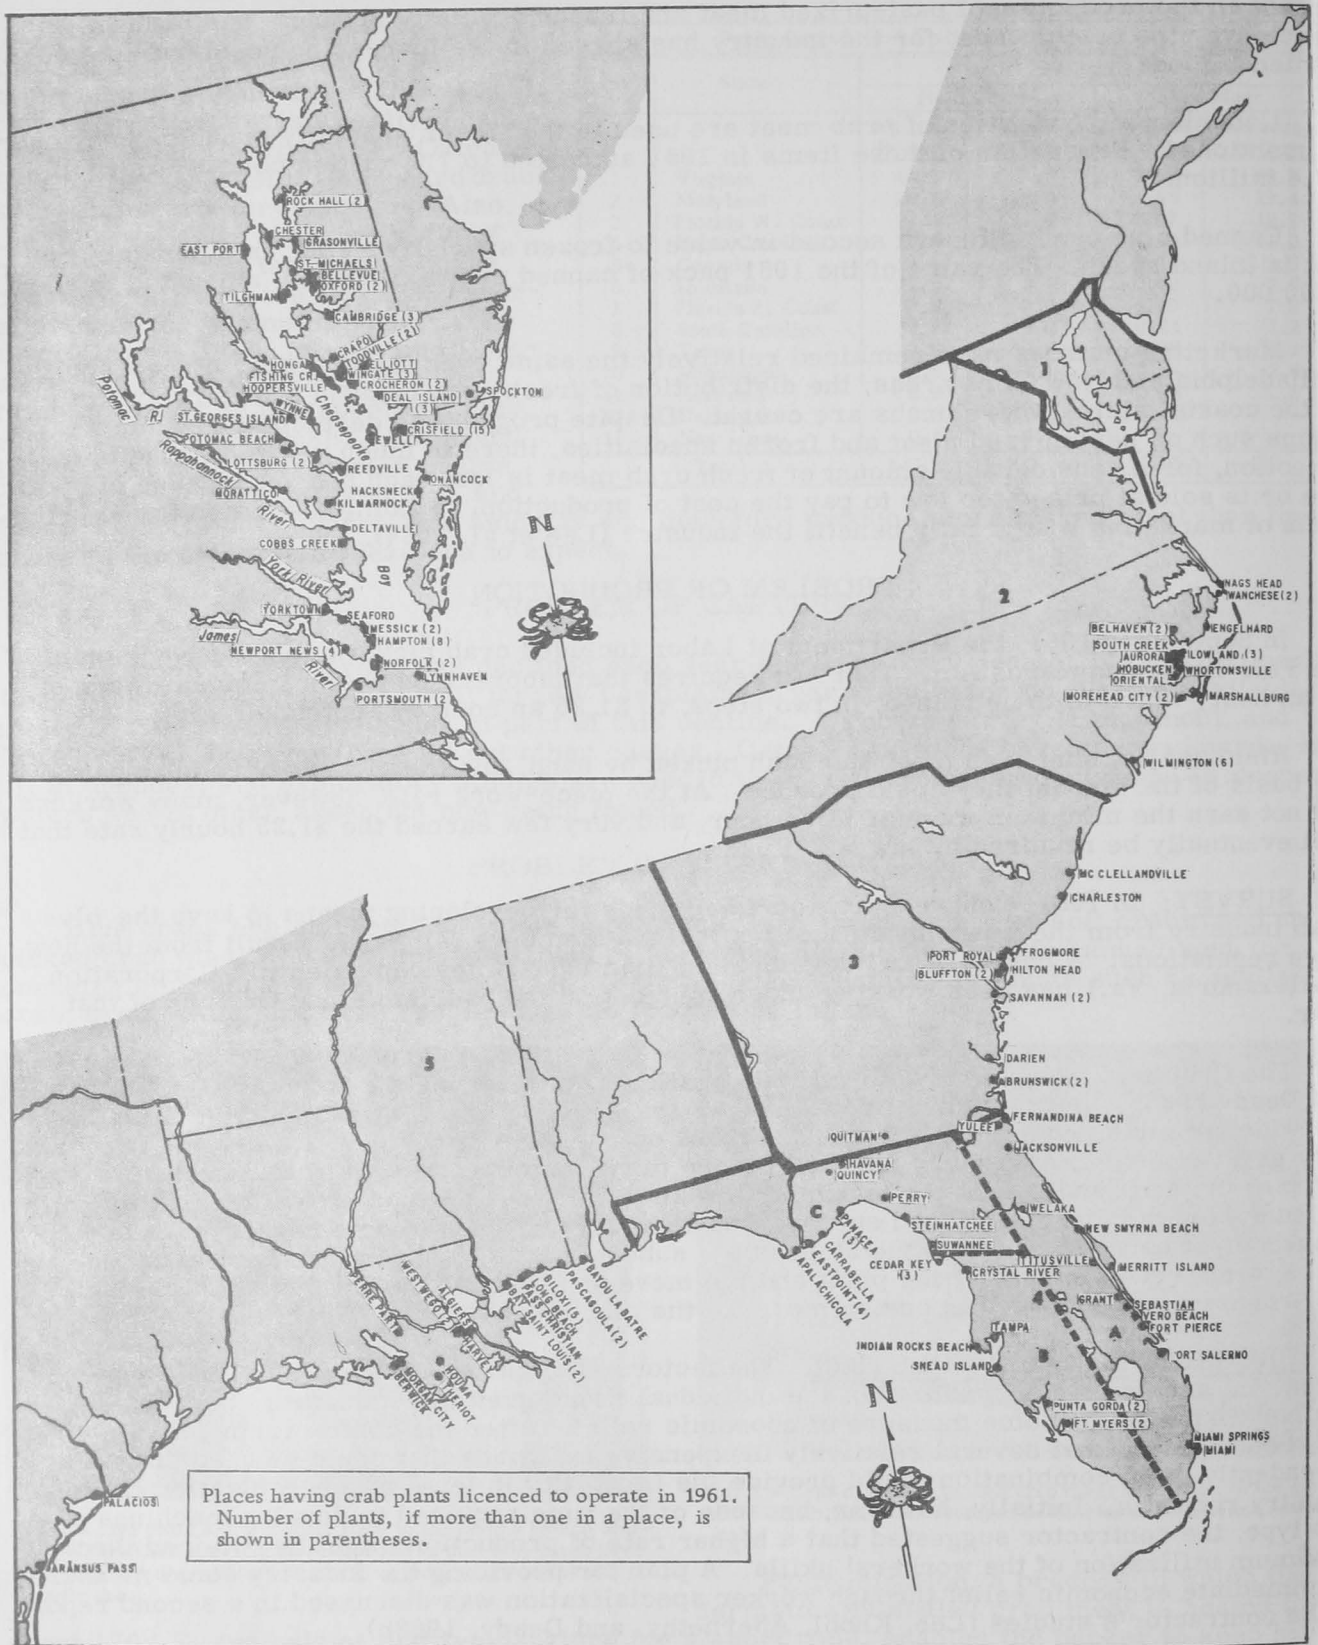 ROCK HALL (2)
CHESTER
GRASONVILLE
EAST PORT
ST. MICHAELS
BELLEVUE
OXFORD (2)
TILGHMAN
CAMBRIDGE (3)
CRAPO
TODDVILLE (2)
HONGA
ELLIOTT
FISHING CR.
WINGATE (3)
HOOPERSVILLE
CROCHERON (2)
DEAL ISLAND
(3)
SPOCKTON
Potomac
R.
WYNNE
ST. GEORGES ISLAND
Cheasepeake
Bay
CRISFIELD (15)
EWELL
POTOMAC BEACH
Rappahannock
River
LOTTSBURG (2)
REEDVILLE
ONANCOCK
MORATTICO
HACKSNECK
KILMARNOCK
DELTAVILLE
COBBS CREEK
York River
YORKTOWN
SEAFORD
MESSICK (2)
James
River
HAMPTON (8)
NEWPORT NEWS (4)
NORFOLK (2)
LYNNHAVEN
PORTSMOUTH (2)
N
1
2
NAGS HEAD
WANCHESE (2)
BELHAVEN (2)
ENGELHARD
SOUTH CREEK
AURORA
LOWLAND (3)
HOBUCKEN
WHORTONSVILLE
ORIENTAL
MOREHEAD CITY (2)
MARSHALLBURG
WILMINGTON (6)
MC CLELLANDVILLE
CHARLESTON
3
PORT ROYAL
FROGMORE
BLUFFTON (2)
HILTON HEAD
SAVANNAH (2)
DARIEN
BRUNSWICK (2)
5
FERNANDINA BEACH
YULEE
QUITMAN
JACKSONVILLE
HAVANA
QUINCY
PERRY
WELAKA
C
PANACEA
(3)
STEINHATCHEE
NEW SMYRNA BEACH
SUWANNEE
CARRABELLA
EASTPOINT (4)
APALACHICOLA
CEDAR KEY
(3)
TITUSVILLE
MERRITT ISLAND
CRYSTAL RIVER
4
GRANT
SEBASTIAN
VERO BEACH
FORT PIERCE
A
TAMPA
INDIAN ROCKS BEACH
B
ORT SALERNO
SNEAD ISLAND
PUNTA GORDA (2)
FT. MYERS (2)
MIAMI SPRINGS
MIAMI
N
BAYOU LA BATRE
PASCAGOULA (2)
BILOXI (5)
LONG BEACH
PASS CHRISTIAN
BAY SAINT LOUIS (2)
ALGIERS
HARVEY
HOUMA
THERIOT
MORGAN CITY
BERWICK
PALACIOS
ARANSUS PASS
Places having crab plants licenced to operate in 1961.
Number of plants, if more than one in a place, is
shown in parentheses.